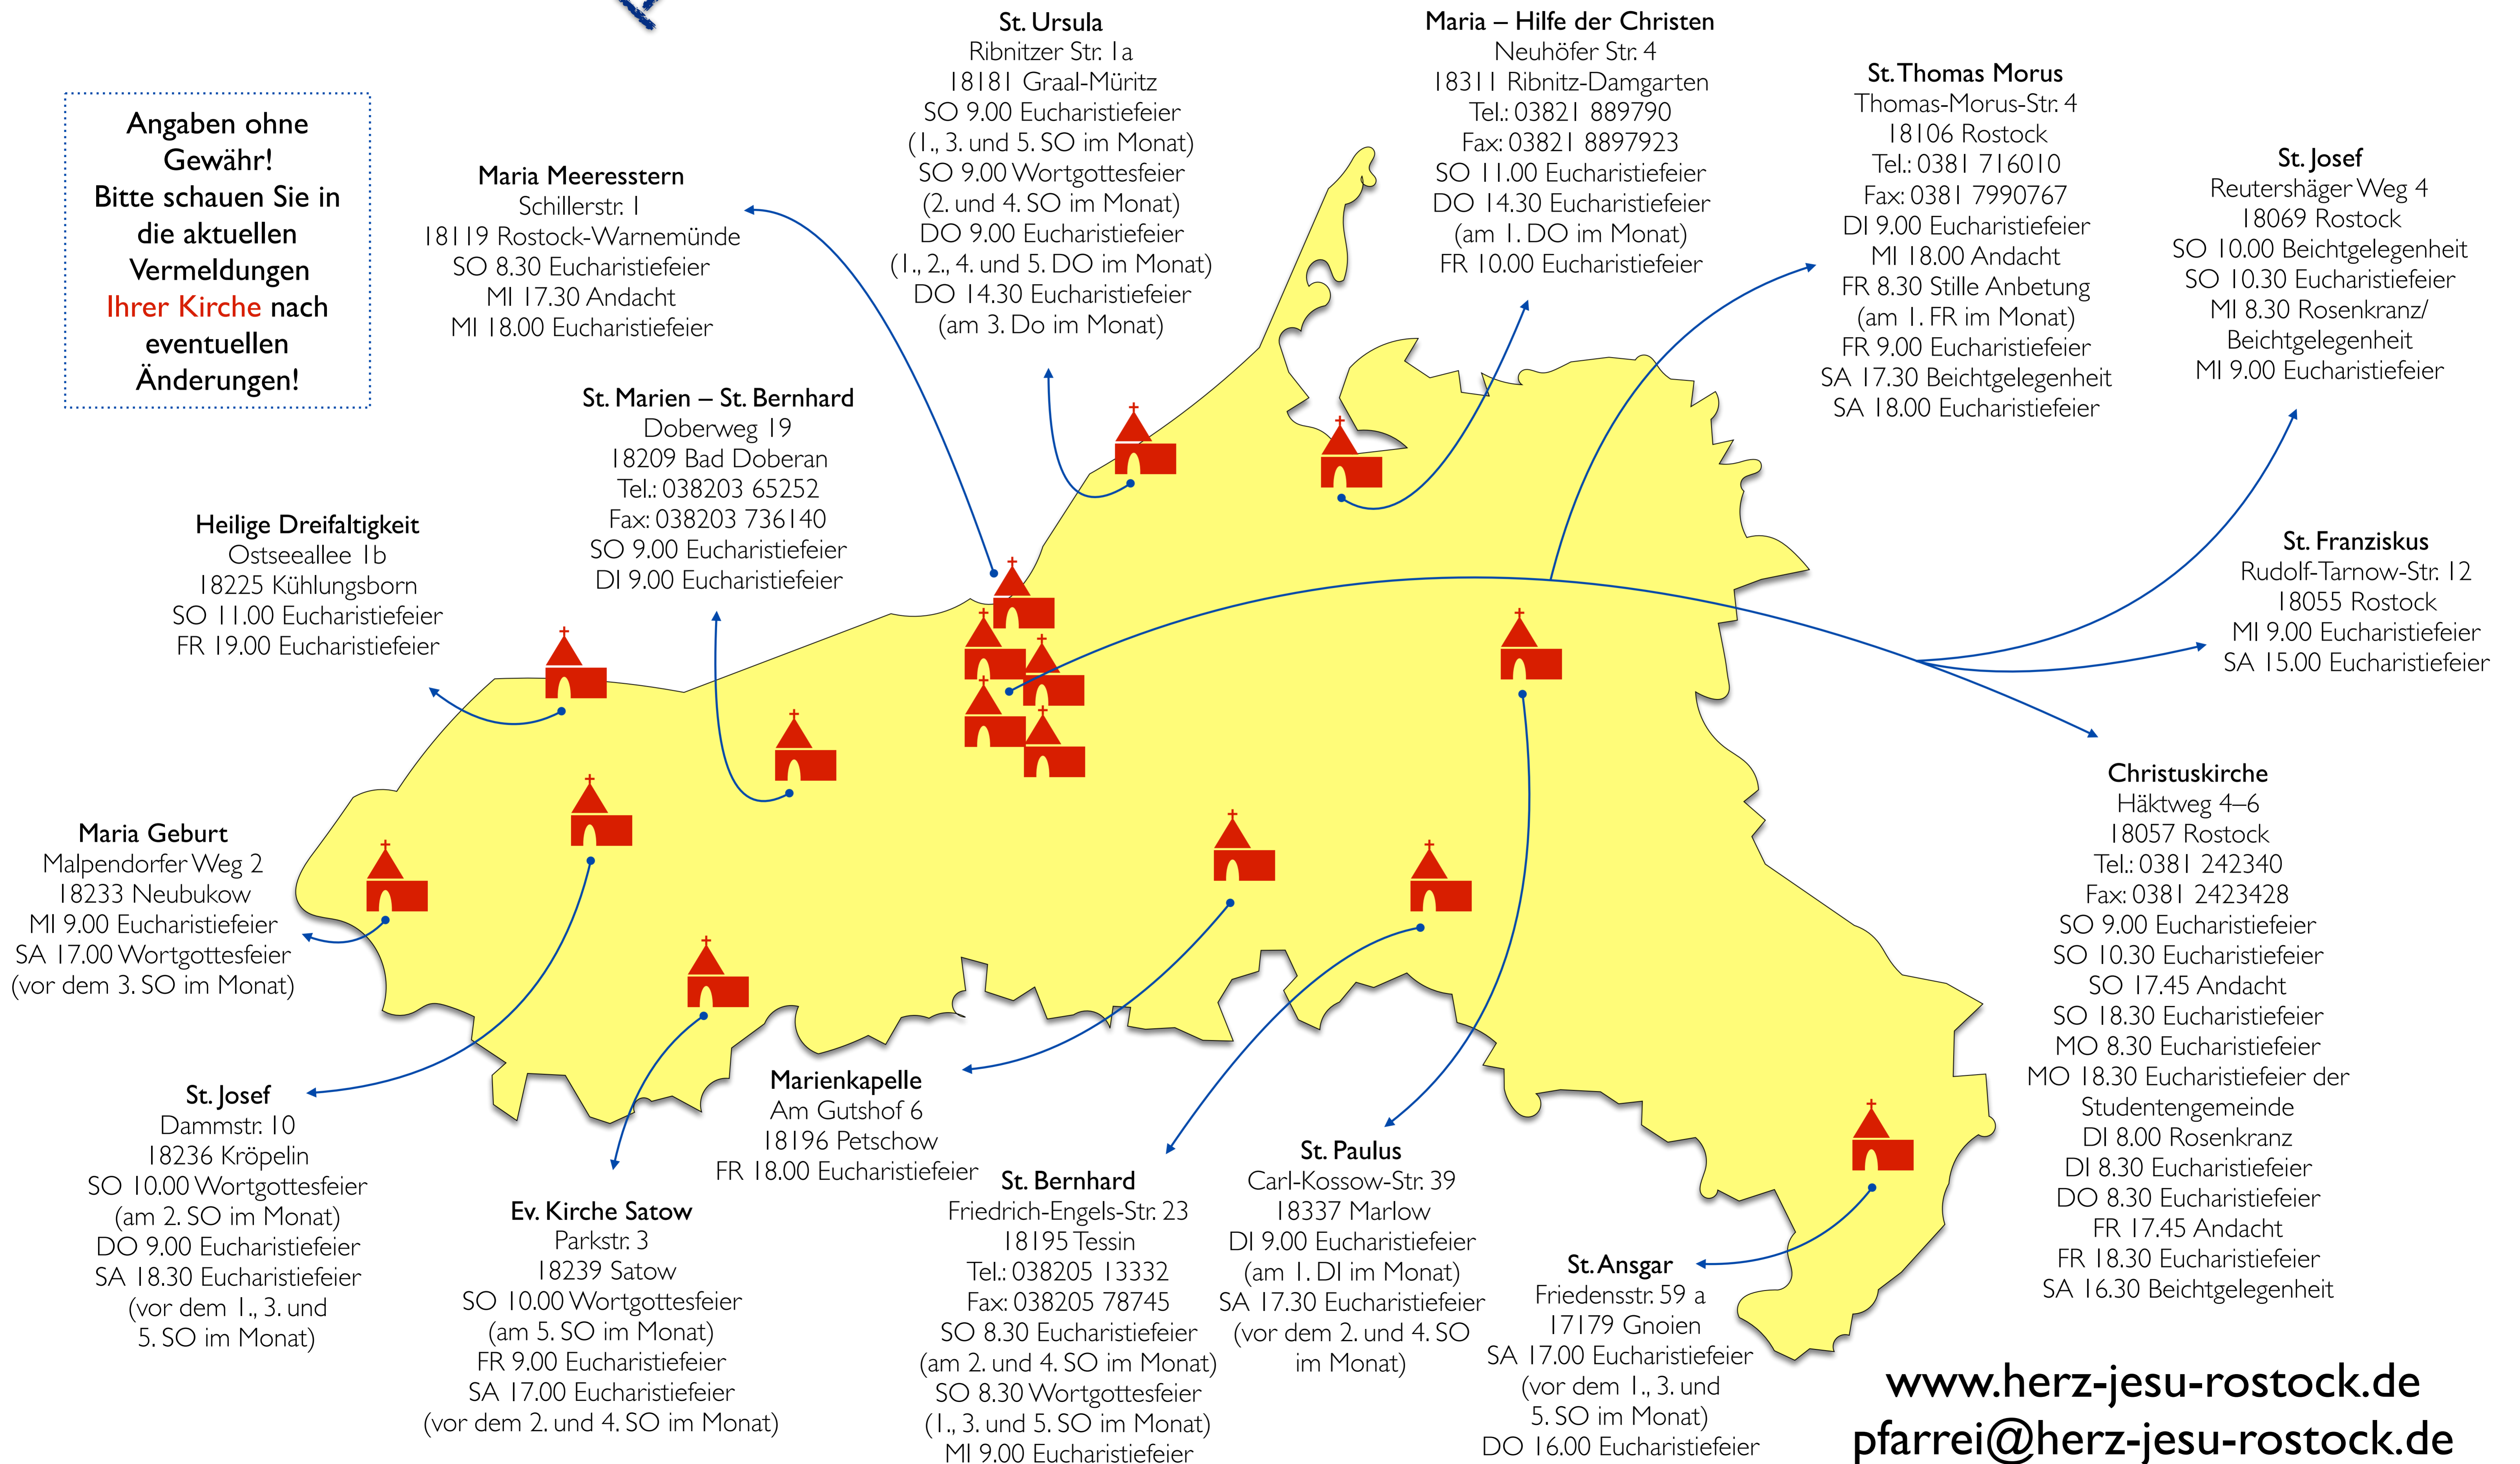 Angaben ohne
Gewähr!
Bitte schauen Sie in
die aktuellen
Vermeldungen
Ihrer Kirche nach
eventuellen
Änderungen!
Maria Meeresstern
Schillerstr. 1
18119 Rostock-Warnemünde
SO 8.30 Eucharistiefeier
MI 17.30 Andacht
MI 18.00 Eucharistiefeier
St. Ursula
Ribnitzer Str. 1a
18181 Graal-Müritz
SO 9.00 Eucharistiefeier
(1., 3. und 5. SO im Monat)
SO 9.00 Wortgottesfeier
(2. und 4. SO im Monat)
DO 9.00 Eucharistiefeier
(1., 2., 4. und 5. DO im Monat)
DO 14.30 Eucharistiefeier
(am 3. Do im Monat)
Maria – Hilfe der Christen
Neuhöfer Str. 4
18311 Ribnitz-Damgarten
Tel.: 03821 889790
Fax: 03821 8897923
SO 11.00 Eucharistiefeier
DO 14.30 Eucharistiefeier
(am 1. DO im Monat)
FR 10.00 Eucharistiefeier
St. Thomas Morus
Thomas-Morus-Str. 4
18106 Rostock
Tel.: 0381 716010
Fax: 0381 7990767
DI 9.00 Eucharistiefeier
MI 18.00 Andacht
FR 8.30 Stille Anbetung
(am 1. FR im Monat)
FR 9.00 Eucharistiefeier
SA 17.30 Beichtgelegenheit
SA 18.00 Eucharistiefeier
St. Josef
Reutershäger Weg 4
18069 Rostock
SO 10.00 Beichtgelegenheit
SO 10.30 Eucharistiefeier
MI 8.30 Rosenkranz/
Beichtgelegenheit
MI 9.00 Eucharistiefeier
St. Marien – St. Bernhard
Doberweg 19
18209 Bad Doberan
Tel.: 038203 65252
Fax: 038203 736140
SO 9.00 Eucharistiefeier
DI 9.00 Eucharistiefeier
Heilige Dreifaltigkeit
Ostseeallee 1b
18225 Kühlungsborn
SO 11.00 Eucharistiefeier
FR 19.00 Eucharistiefeier
St. Franziskus
Rudolf-Tarnow-Str. 12
18055 Rostock
MI 9.00 Eucharistiefeier
SA 15.00 Eucharistiefeier
Maria Geburt
Malpendorfer Weg 2
18233 Neubukow
MI 9.00 Eucharistiefeier
SA 17.00 Wortgottesfeier
(vor dem 3. SO im Monat)
Christuskirche
Häktweg 4–6
18057 Rostock
Tel.: 0381 242340
Fax: 0381 2423428
SO 9.00 Eucharistiefeier
SO 10.30 Eucharistiefeier
SO 17.45 Andacht
SO 18.30 Eucharistiefeier
MO 8.30 Eucharistiefeier
MO 18.30 Eucharistiefeier der
Studentengemeinde
DI 8.00 Rosenkranz
DI 8.30 Eucharistiefeier
DO 8.30 Eucharistiefeier
FR 17.45 Andacht
FR 18.30 Eucharistiefeier
SA 16.30 Beichtgelegenheit
St. Josef
Dammstr. 10
18236 Kröpelin
SO 10.00 Wortgottesfeier
(am 2. SO im Monat)
DO 9.00 Eucharistiefeier
SA 18.30 Eucharistiefeier
(vor dem 1., 3. und
5. SO im Monat)
Ev. Kirche Satow
Parkstr. 3
18239 Satow
SO 10.00 Wortgottesfeier
(am 5. SO im Monat)
FR 9.00 Eucharistiefeier
SA 17.00 Eucharistiefeier
(vor dem 2. und 4. SO im Monat)
Marienkapelle
Am Gutshof 6
18196 Petschow
FR 18.00 Eucharistiefeier
St. Bernhard
Friedrich-Engels-Str. 23
18195 Tessin
Tel.: 038205 13332
Fax: 038205 78745
SO 8.30 Eucharistiefeier
(am 2. und 4. SO im Monat)
SO 8.30 Wortgottesfeier
(1., 3. und 5. SO im Monat)
MI 9.00 Eucharistiefeier
St. Paulus
Carl-Kossow-Str. 39
18337 Marlow
DI 9.00 Eucharistiefeier
(am 1. DI im Monat)
SA 17.30 Eucharistiefeier
(vor dem 2. und 4. SO
im Monat)
St. Ansgar
Friedensstr. 59 a
17179 Gnoien
SA 17.00 Eucharistiefeier
(vor dem 1., 3. und
5. SO im Monat)
DO 16.00 Eucharistiefeier
www.herz-jesu-rostock.de
pfarrei@herz-jesu-rostock.de